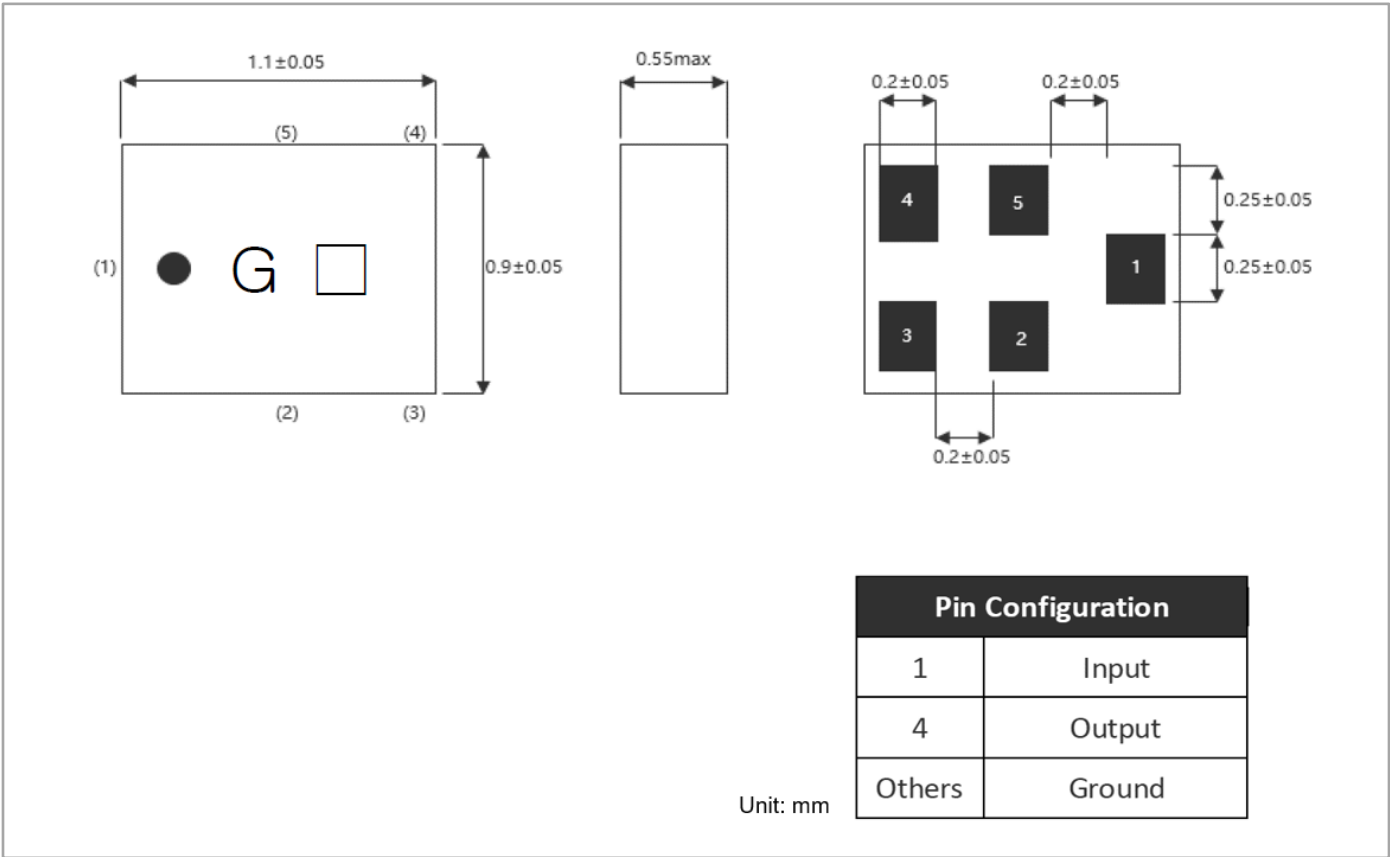 1.1±0.05
0.55max
0.2±0.05
0.2±0.05
(5)
(4)
4
5
0.25±0.05
(1)
G
0.9±0.05
1
0.25±0.05
3
2
(2)
(3)
0.2±0.05
Pin Configuration
1 Input
4 Output
Others Ground
Unit: mm